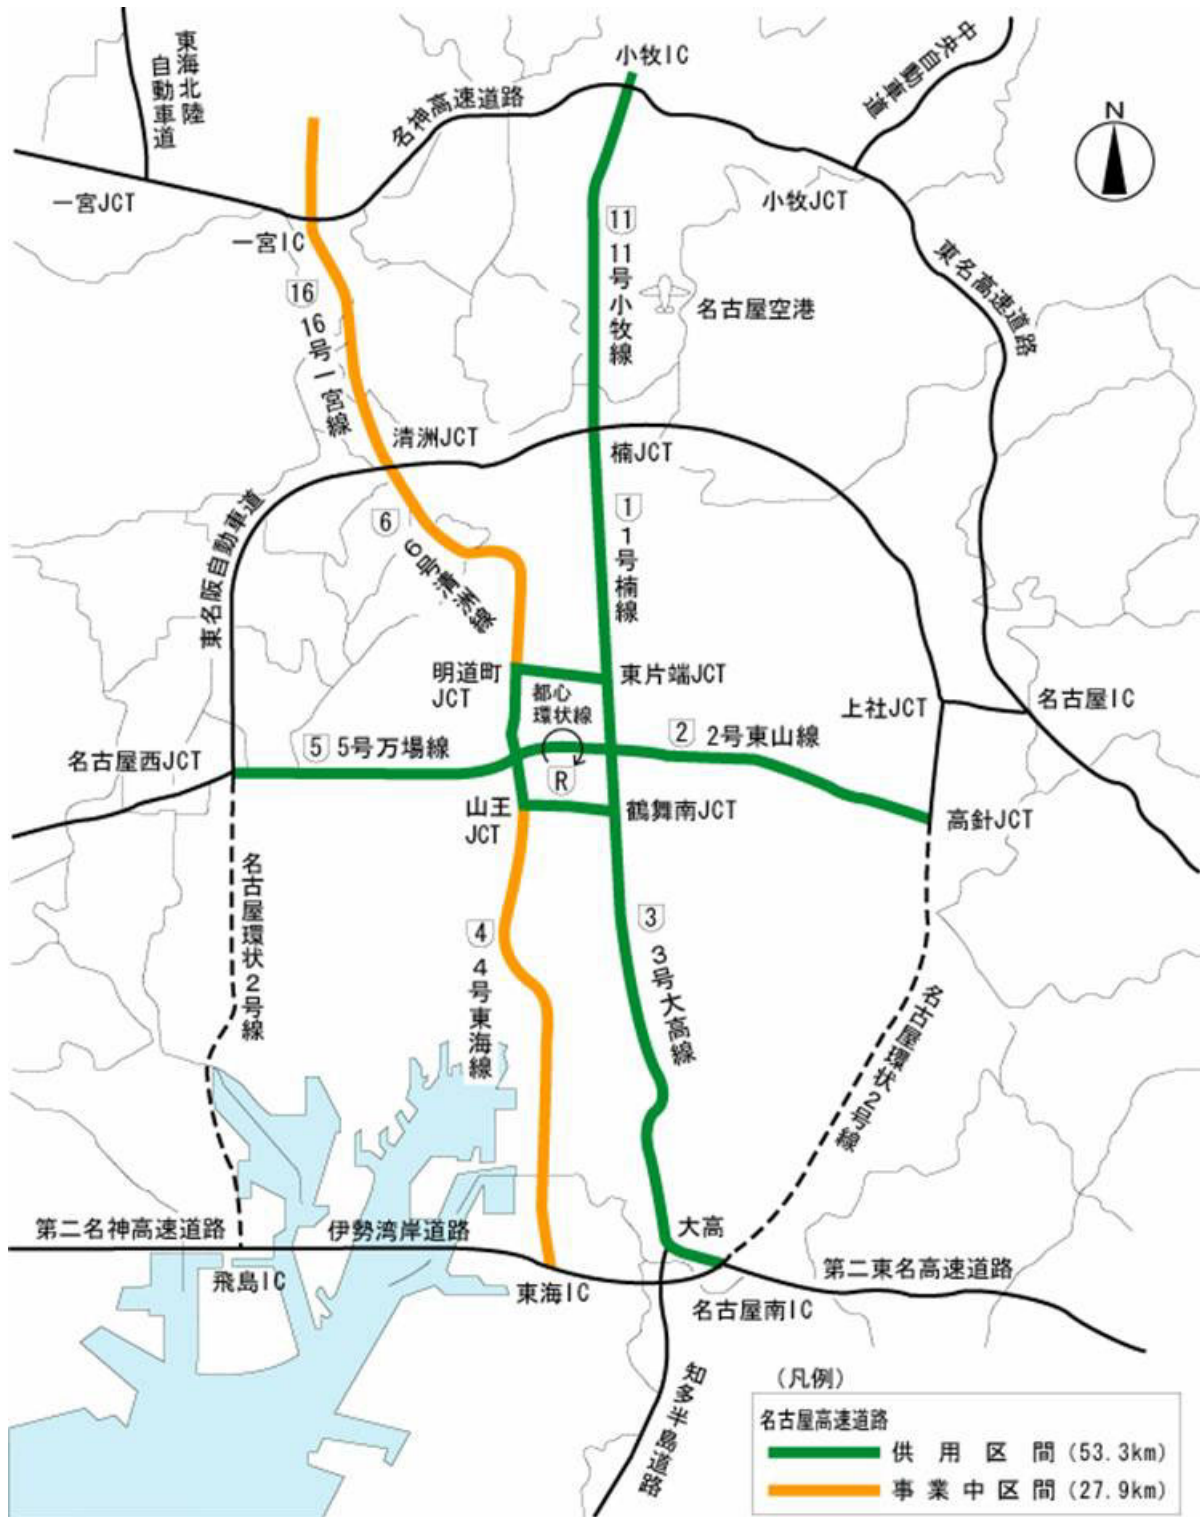 小牧IC
中央自動車道
東海北陸
自動車道
名神高速道路
N
一宮JCT
小牧JCT
一宮IC
11
11号小牧線
東名高速道路
16
16号一宮線
名古屋空港
清洲JCT
楠JCT
1
1号楠線
6
6号清洲線
東名阪自動車道
明道町
JCT
東片端JCT
都心
環状線
上社JCT
名古屋IC
名古屋西JCT
5
5号万場線
2
2号東山線
R
山王
JCT
鶴舞南JCT
高針JCT
名古屋環状2号線
4
4号東海線
3
3号大高線
名古屋環状2号線
第二名神高速道路
伊勢湾岸道路
大高
飛島IC
東海IC
名古屋南IC
第二東名高速道路
知多半島道路
(凡例)
名古屋高速道路
供用区間(53.3km)
事業中区間(27.9km)